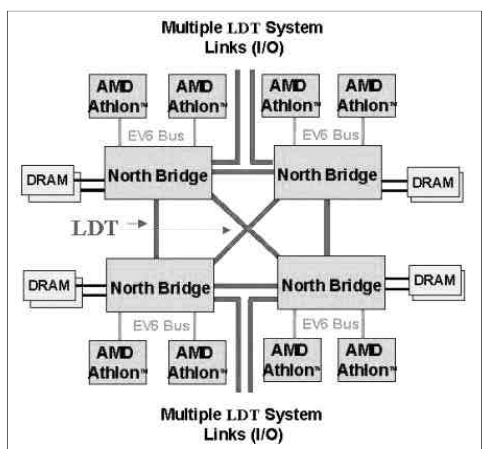 Multiple LDT System
Links (I/O)
AMD
Athlon™
AMD
Athlon™
AMD
Athlon™
AMD
Athlon™
EV6 Bus
EV6 Bus
DRAM
North Bridge
North Bridge
DRAM
LDT
DRAM
North Bridge
North Bridge
DRAM
EV6 Bus
EV6 Bus
AMD
Athlon™
AMD
Athlon™
AMD
Athlon™
AMD
Athlon™
Multiple LDT System
Links (I/O)